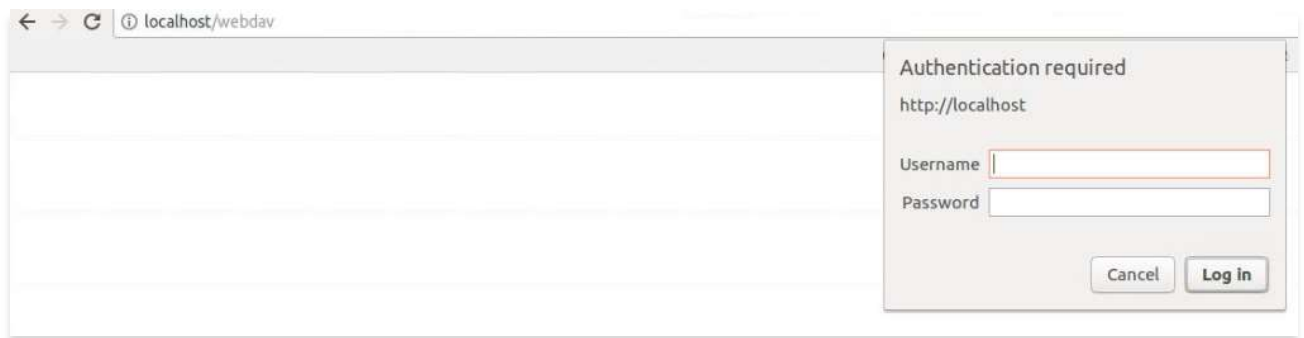 localhost/webdav
Authentication required
http://localhost
Username
Password
Cancel Log in